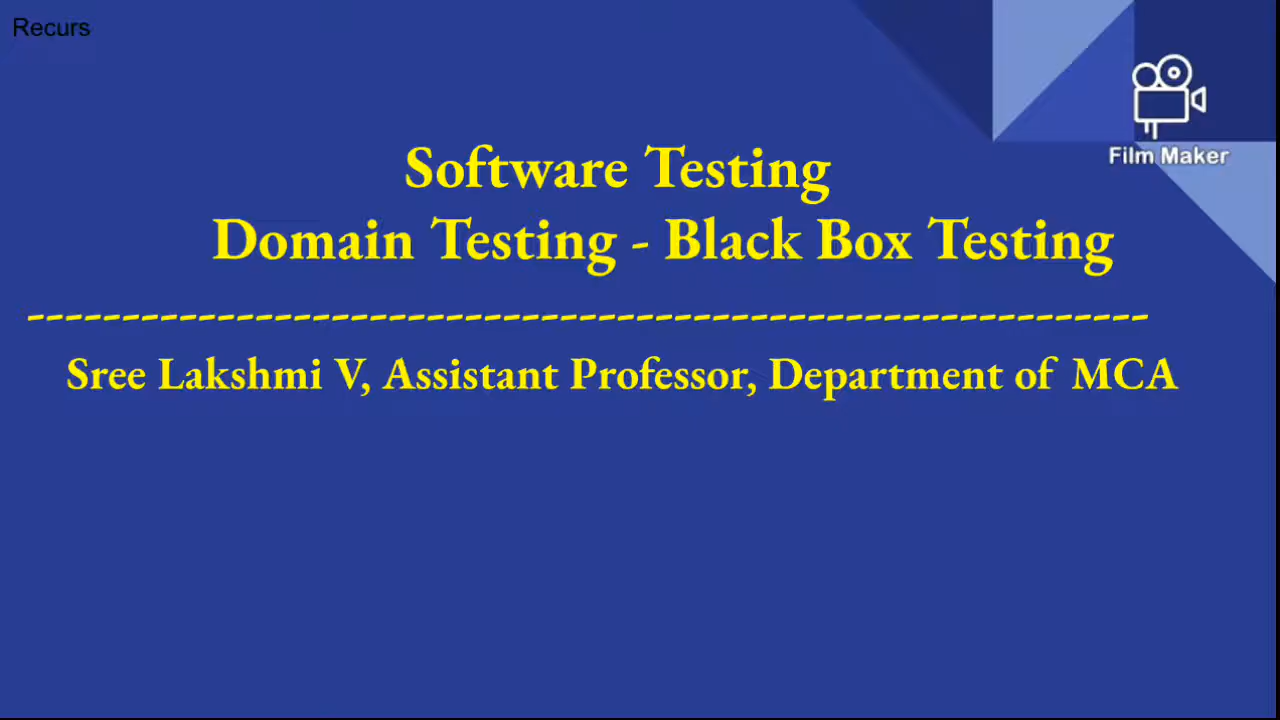 Recurs
Film Maker
Software Testing
Domain Testing - Black Box Testing
-----------------------------------------------------------
Sree Lakshmi V, Assistant Professor, Department of MCA